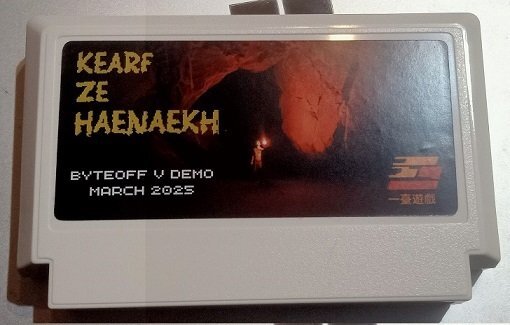 KEARF
ZE
HAENAEKH
BYTEOFF V DEMO
MARCH 2025
一臺遊戲